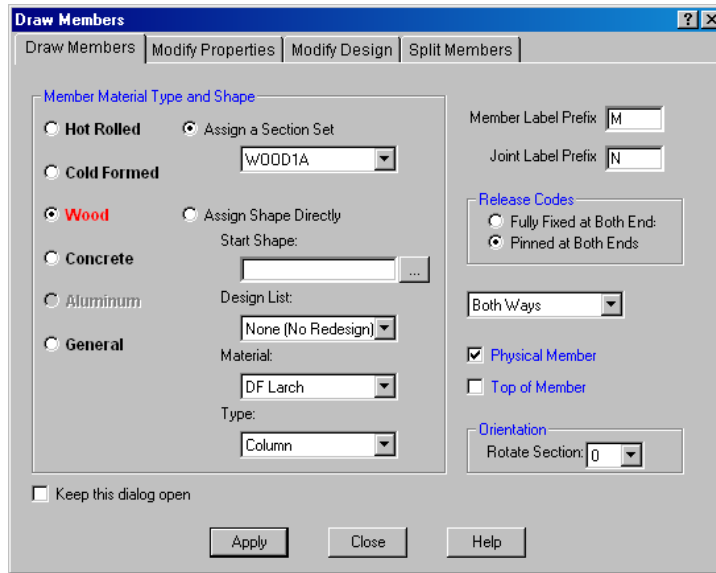 Draw Members
Draw Members Modify Properties Modify Design Split Members
Member Material Type and Shape
Hot Rolled
Cold Formed
Wood
Concrete
Aluminum
General
Assign a Section Set
WOOD1A
Assign Shape Directly
Start Shape:
...
Design List:
None (No Redesign)
Material:
DF Larch
Type:
Column
Member Label Prefix M
Joint Label Prefix N
Release Codes
Fully Fixed at Both End:
Pinned at Both Ends
Both Ways
Physical Member
Top of Member
Orientation
Rotate Section: 0
Keep this dialog open
Apply Close Help